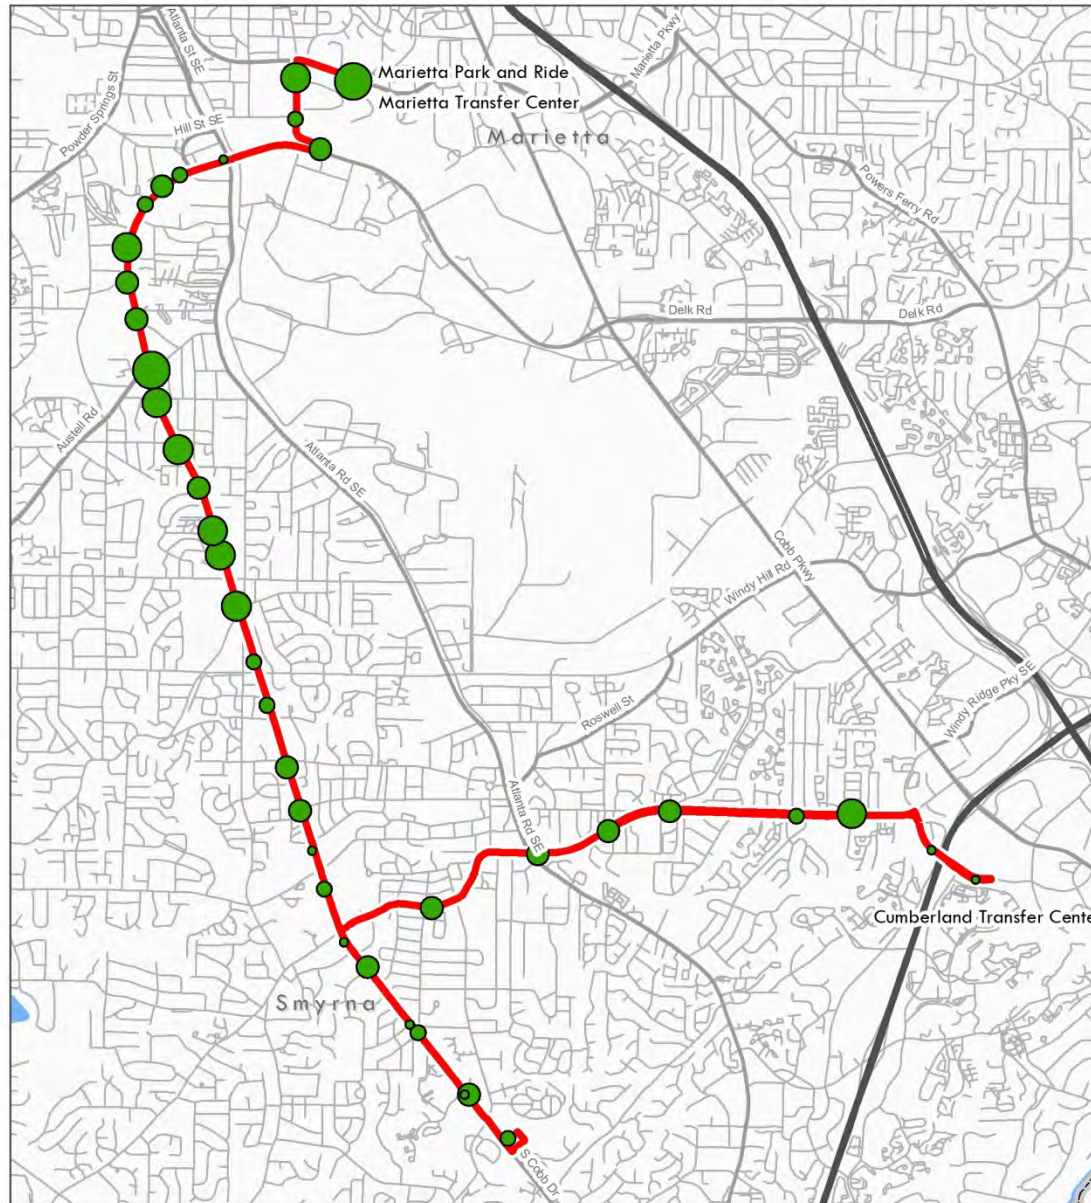 Atlanta St SE
Marietta Pkwy
Powder Springs St
Marietta Park and Ride
Marietta Transfer Center
Hill St SE
Marietta
Powers Ferry Rd
Delk Rd
Delk Rd
Austell Rd
Atlanta Rd SE
Cobb Pkwy
Windy Hill Rd
Windy Ridge Pky SE
Roswell St
Atlanta Rd SE
Cumberland Transfer Cente
Smyrna
S Cobb Dr